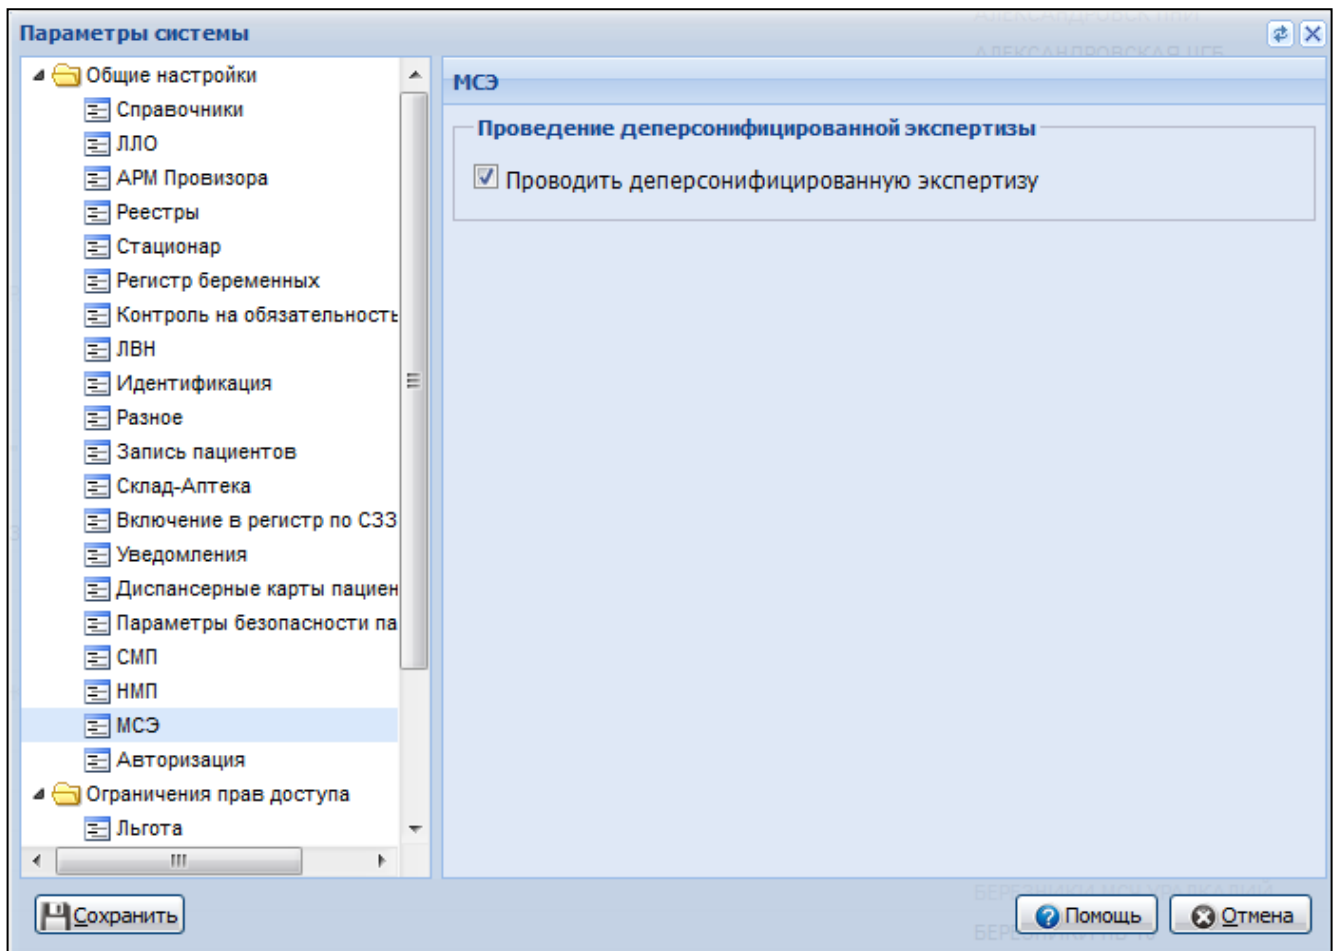 Параметры системы
Общие настройки
Справочники
ЛЛО
АРМ Провизора
Реестры
Стационар
Регистр беременных
Контроль на обязательность
ЛВН
Идентификация
Разное
Запись пациентов
Склад-Аптека
Включение в регистр по СЗЗ
Уведомления
Диспансерные карты пациен
Параметры безопасности па
СМП
НМП
МСЭ
Авторизация
Ограничения прав доступа
Льгота
МСЭ
Проведение деперсонифицированной экспертизы
Проводить деперсонифицированную экспертизу
Сохранить
Помощь
Отмена